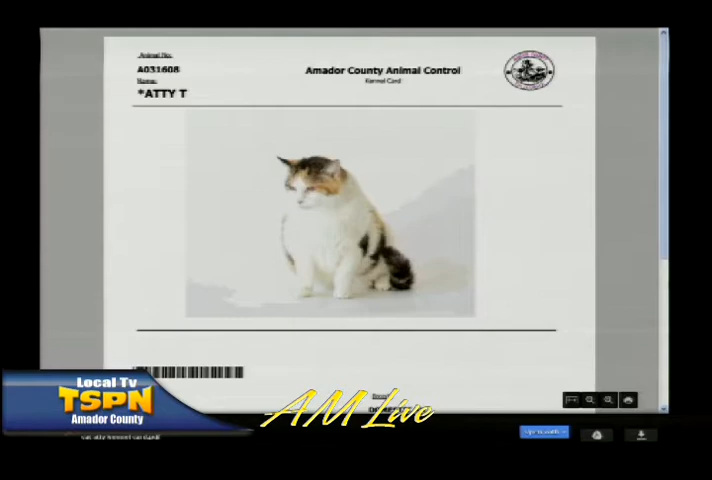 Animal No:
A031608
Name:
*ATTY T
Amador County Animal Control
Kennel Card
Local Tv
TSPN
Amador County
AM Live